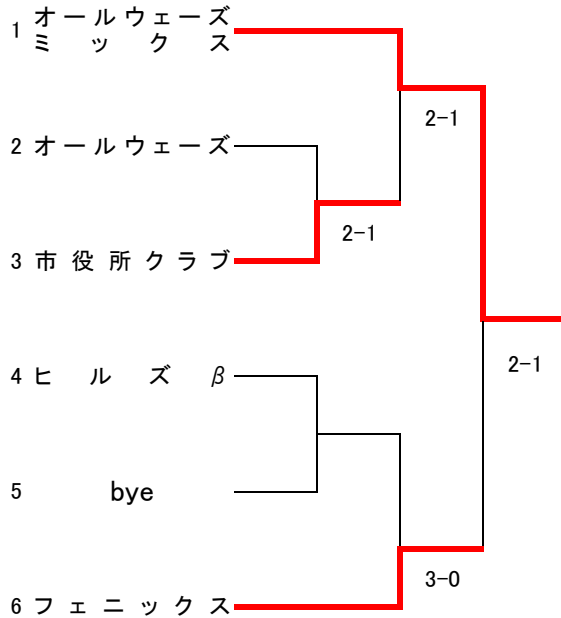 1 オールウェーズ
ミックス
2-1
2 オールウェーズ
2-1
3 市役所クラブ
4 ヒルズβ
2-1
5 bye
3-0
6 フェニックス